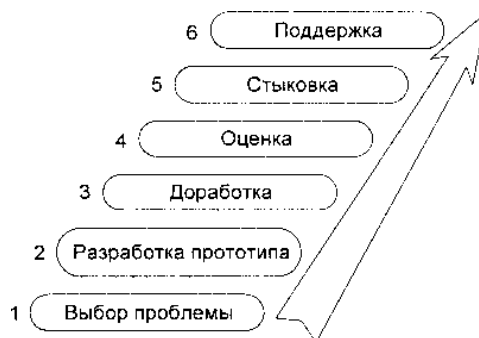 6 Поддержка
5 Стыковка
4 Оценка
3 Доработка
2 Разработка прототипа
1 Выбор проблемы